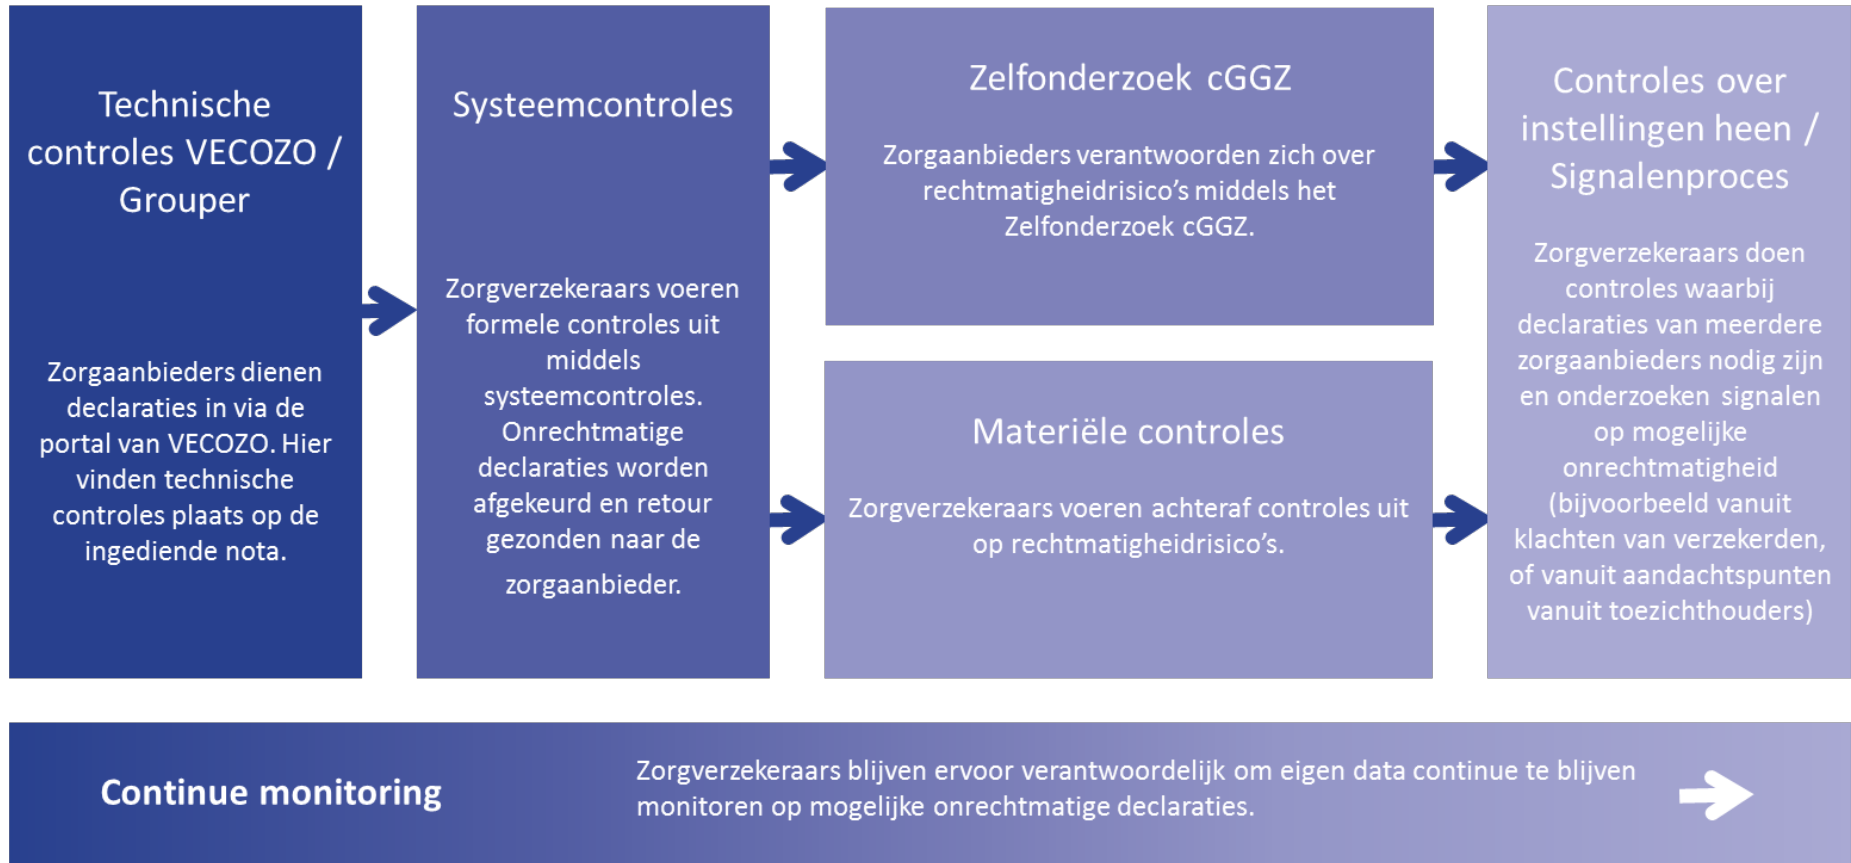 Technische
controles VECOZO /
Grouper
Zorgaanbieders dienen
declaraties in via de
portal van VECOZO. Hier
vinden technische
controles plaats op de
ingediende nota.
Systeemcontroles
Zorgverzekeraars voeren
formele controles uit
middels
systeemcontroles.
Onrechtmatige
declaraties worden
afgekeurd en retour
gezonden naar de
zorgaanbieder.
Zelfonderzoek cGGZ
Zorgaanbieders verantwoorden zich over
rechtmatigheidrisico’s middels het
Zelfonderzoek cGGZ.
Materiële controles
Zorgverzekeraars voeren achteraf controles uit
op rechtmatigheidrisico’s.
Controles over
instellingen heen /
Signalenproces
Zorgverzekeraars doen
controles waarbij
declaraties van meerdere
zorgaanbieders nodig zijn
en onderzoeken signalen
op mogelijke
onrechtmatigheid
(bijvoorbeeld vanuit
klachten van verzekerden,
of vanuit aandachtspunten
vanuit toezichthouders)
Continue monitoring
Zorgverzekeraars blijven ervoor verantwoordelijk om eigen data continue te blijven
monitoren op mogelijke onrechtmatige declaraties.